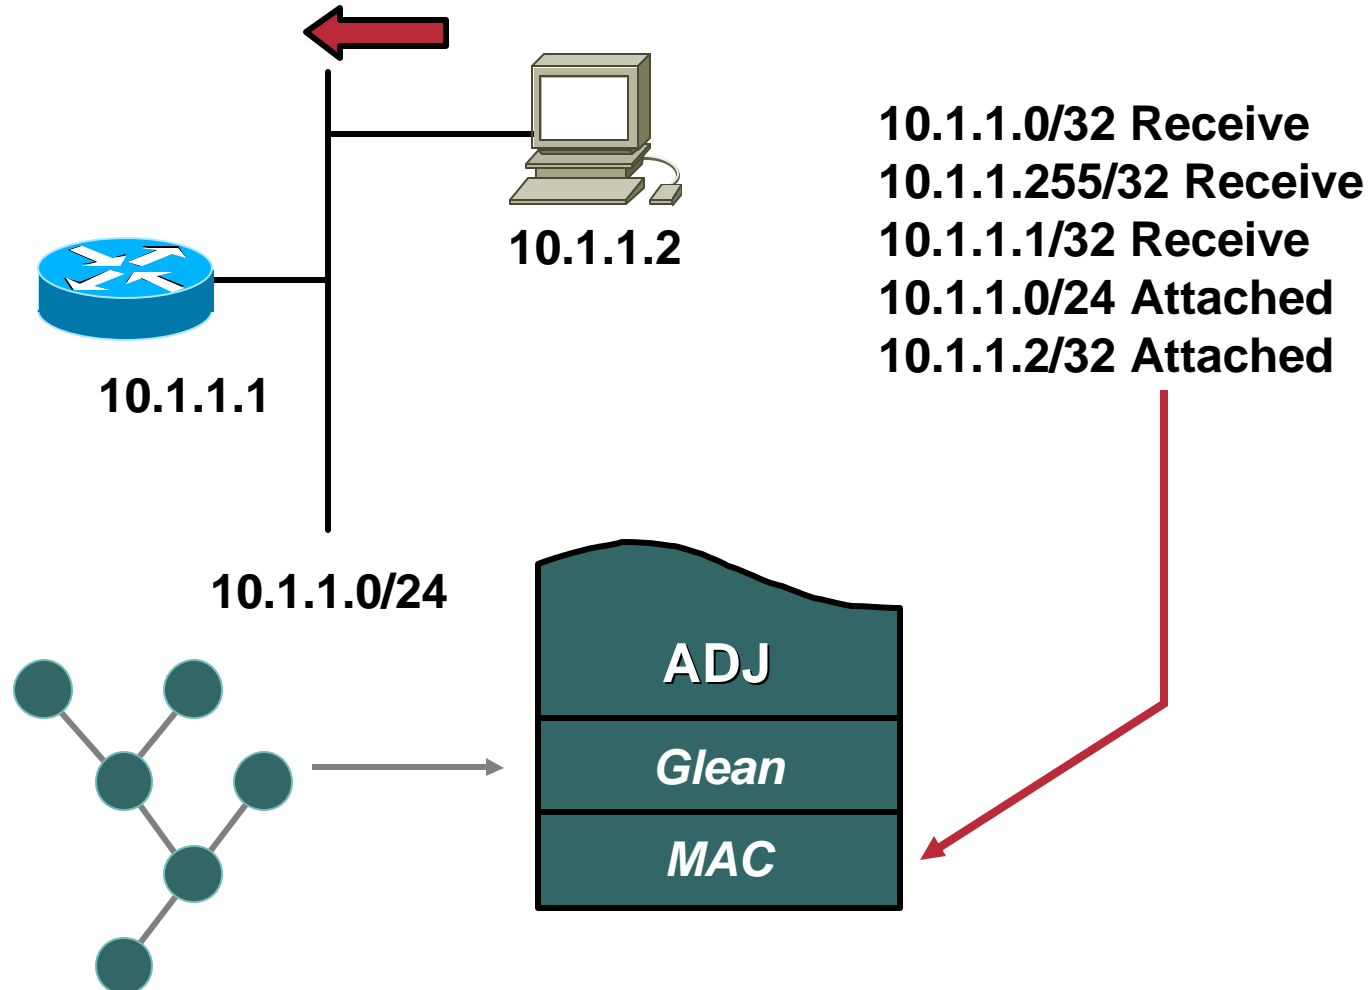 10.1.1.0/32 Receive
10.1.1.255/32 Receive
10.1.1.1/32 Receive
10.1.1.0/24 Attached
10.1.1.2/32 Attached
10.1.1.2
10.1.1.1
10.1.1.0/24
ADJ
Glean
MAC